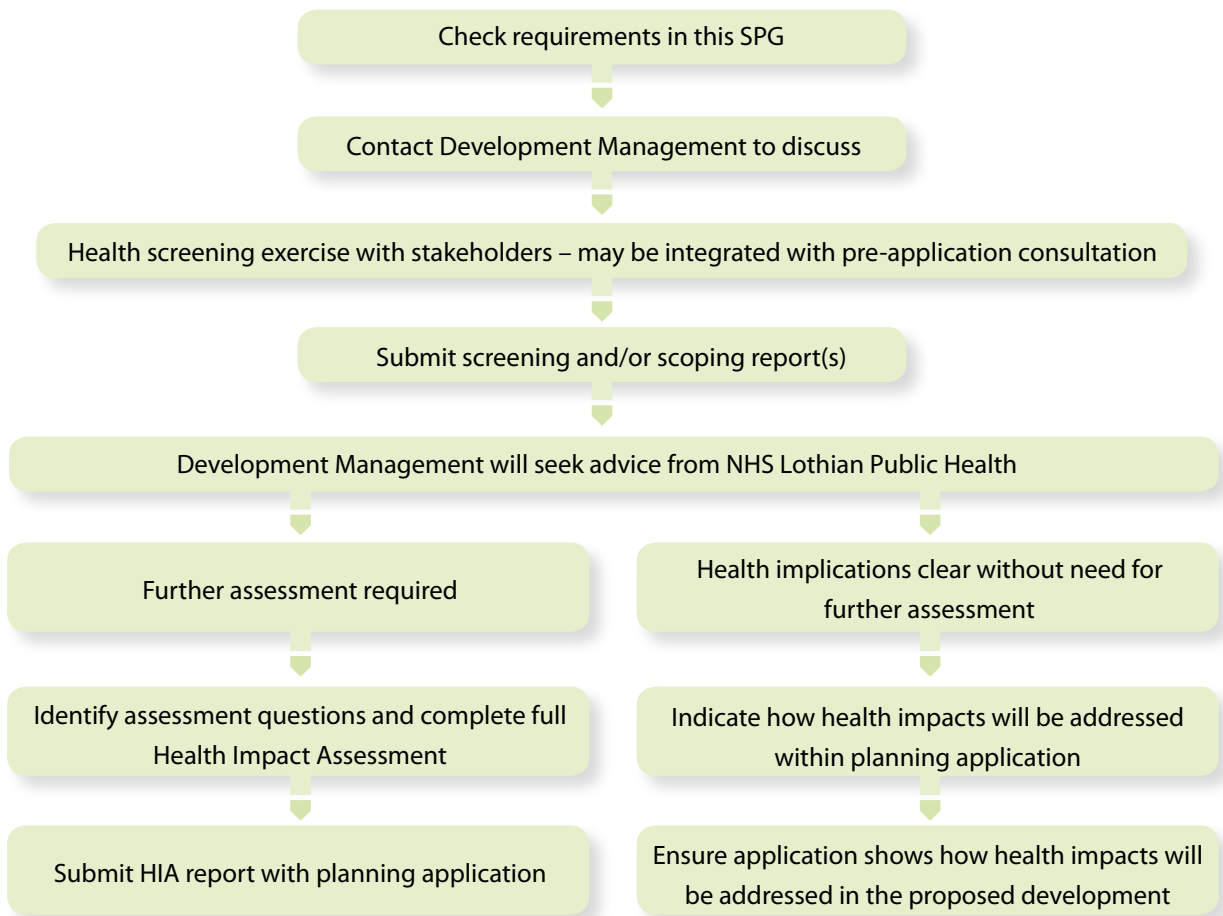 Check requirements in this SPG
Contact Development Management to discuss
Health screening exercise with stakeholders – may be integrated with pre-application consultation
Submit screening and/or scoping report(s)
Development Management will seek advice from NHS Lothian Public Health
Further assessment required
Health implications clear without need for
further assessment
Identify assessment questions and complete full
Health Impact Assessment
Indicate how health impacts will be addressed
within planning application
Submit HIA report with planning application
Ensure application shows how health impacts will
be addressed in the proposed development